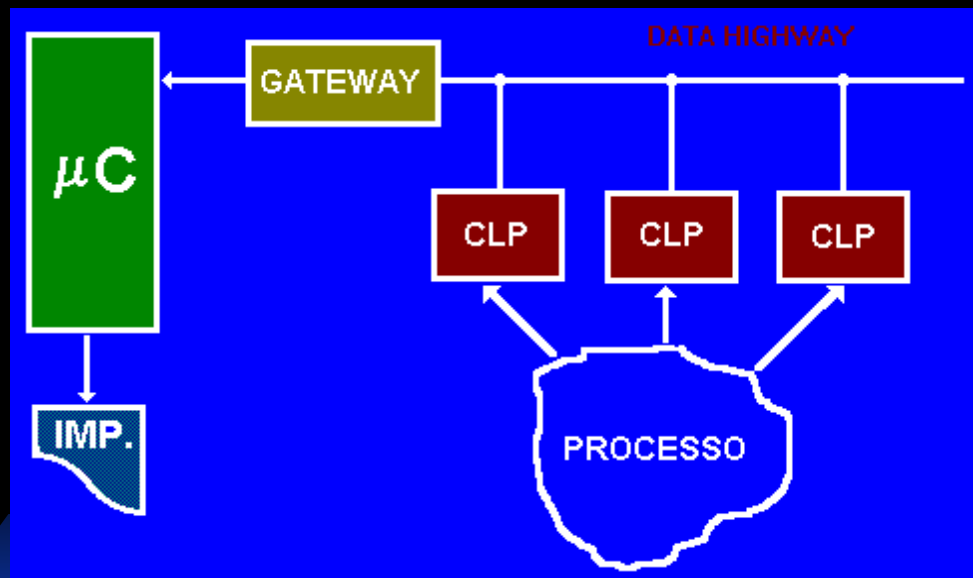 DATA HIGHWAY
GATEWAY
µC
CLP
CLP
CLP
IMP.
PROCESSO